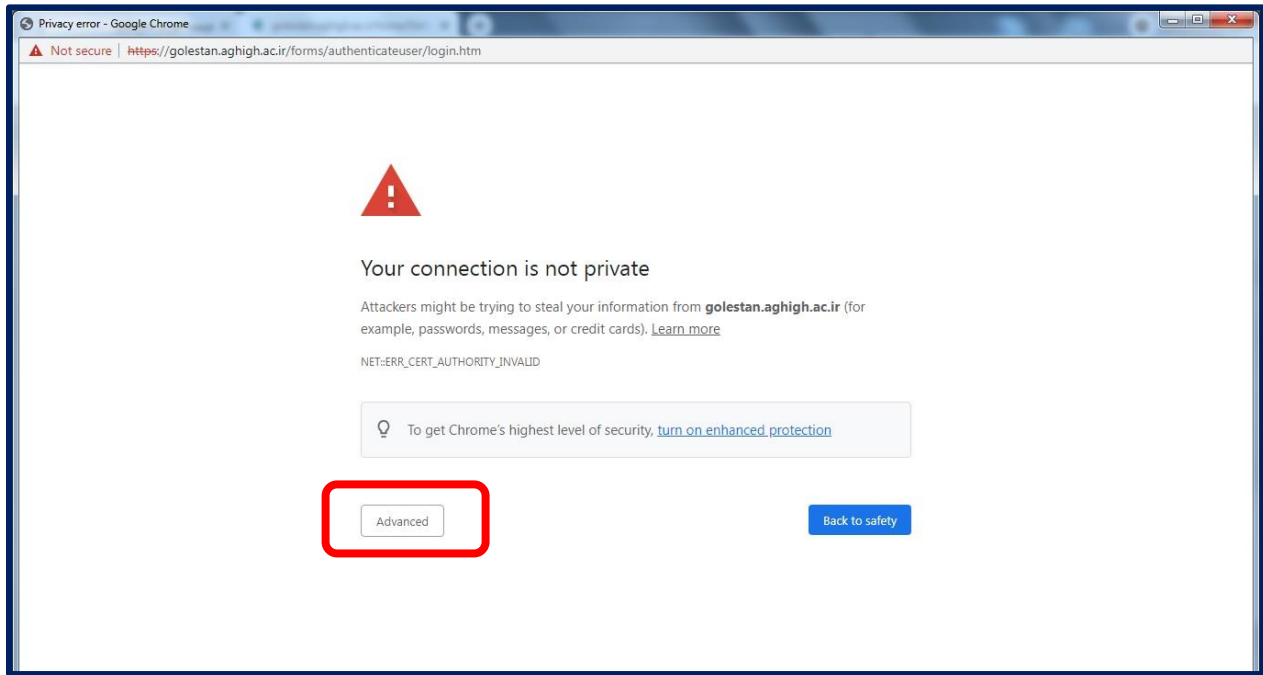 Privacy error - Google Chrome
Not secure | https://golestan.aghigh.ac.ir/forms/authenticateuser/login.htm
Your connection is not private
Attackers might be trying to steal your information from golestan.aghigh.ac.ir (for
example, passwords, messages, or credit cards). Learn more
NET::ERR_CERT_AUTHORITY_INVALID
To get Chrome's highest level of security, turn on enhanced protection
Advanced
Back to safety